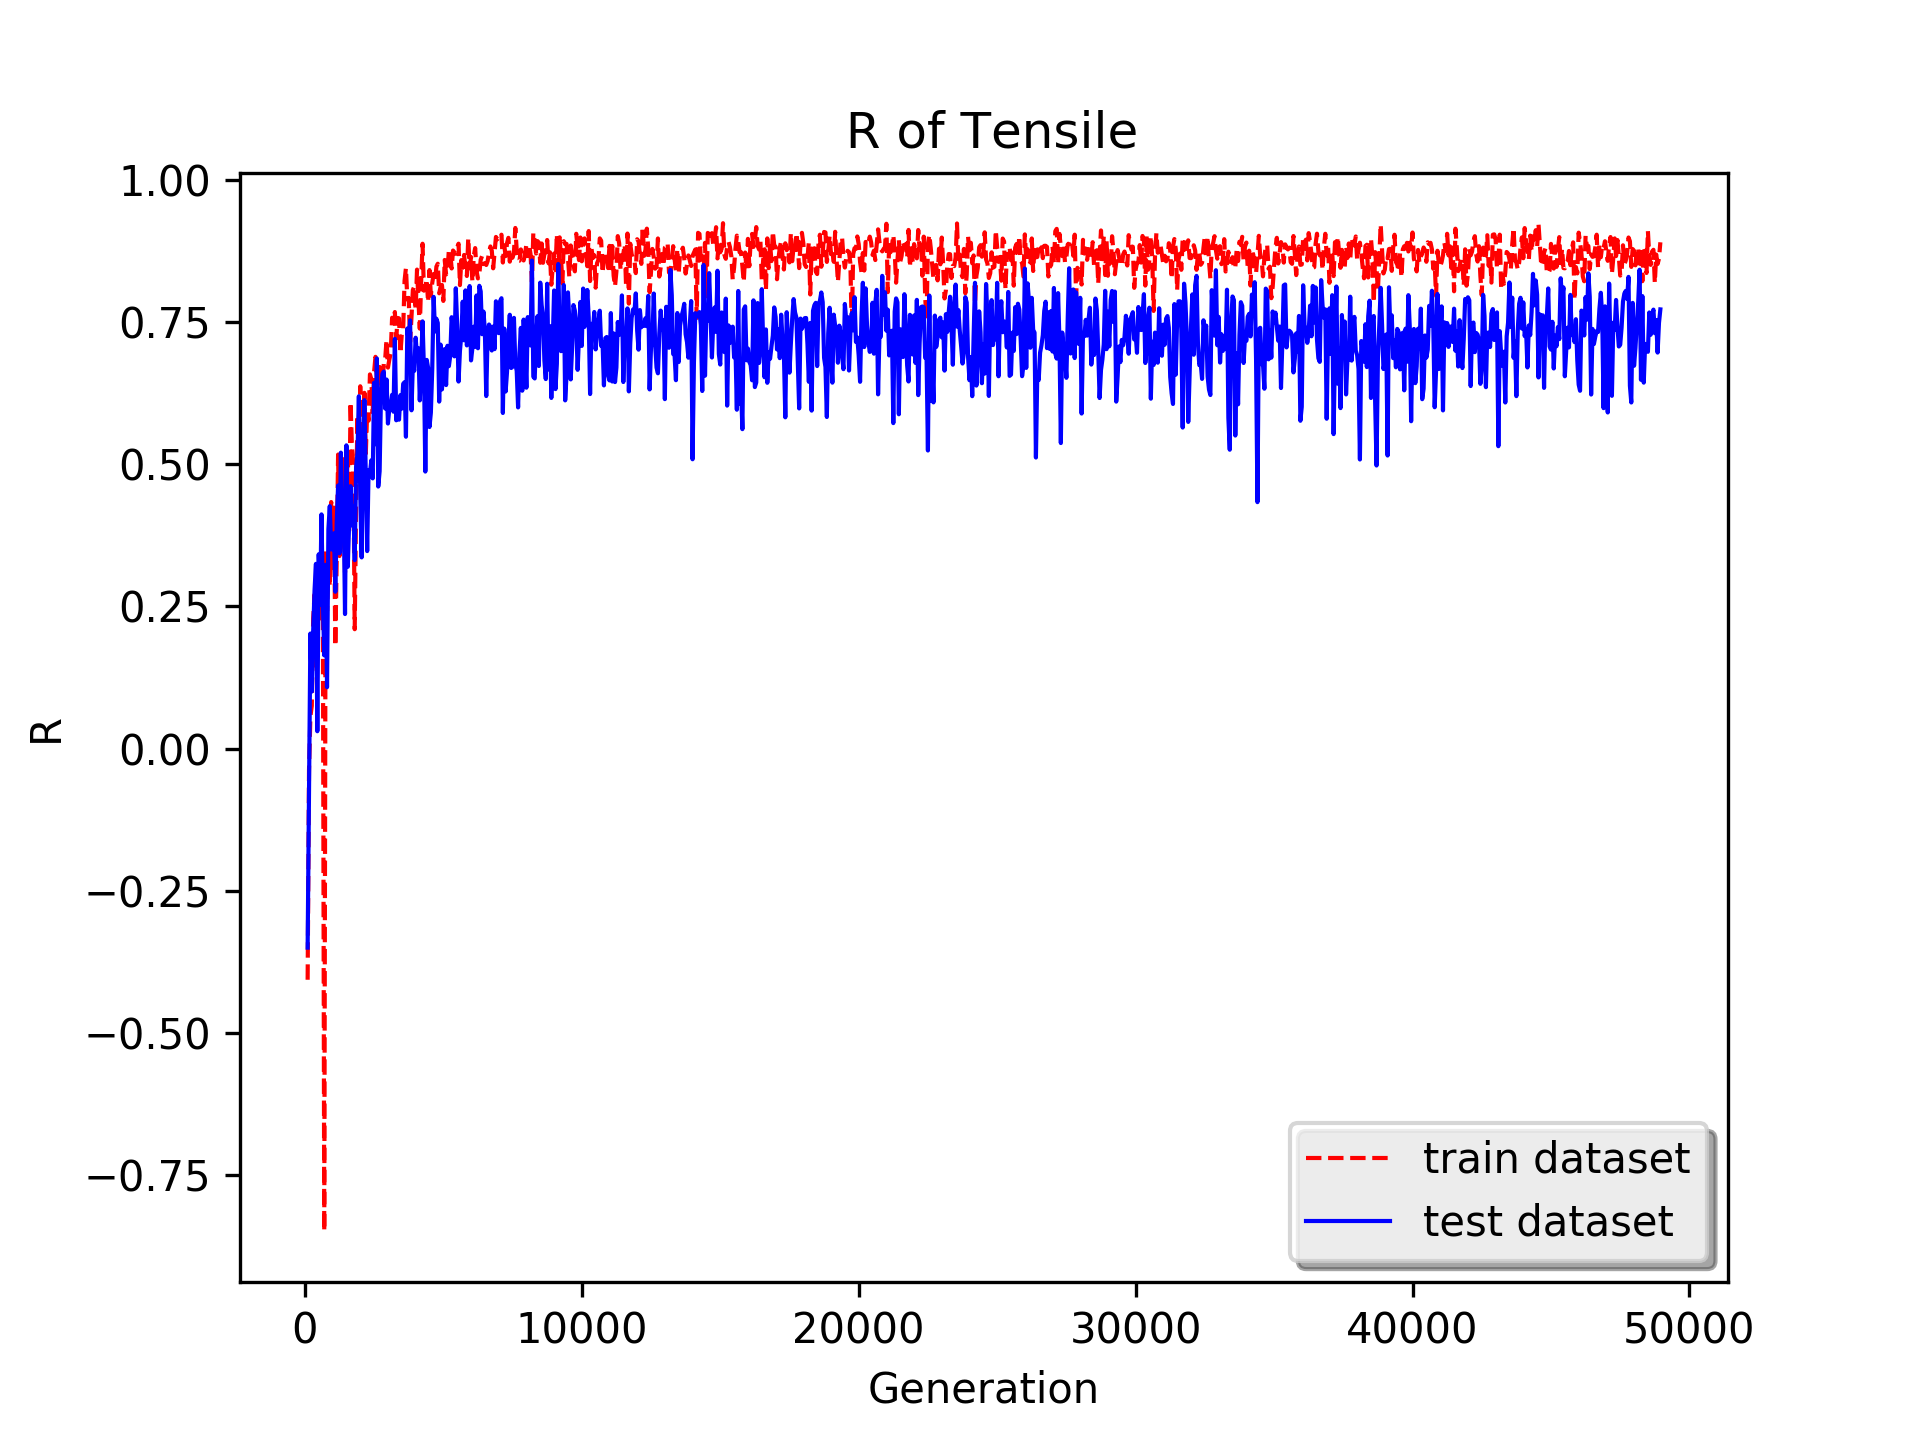 R of Tensile
1.00
0.75
0.50
0.25
0.00
−0.25
−0.50
−0.75
R
0 10000 20000 30000 40000 50000
Generation
train dataset
test dataset